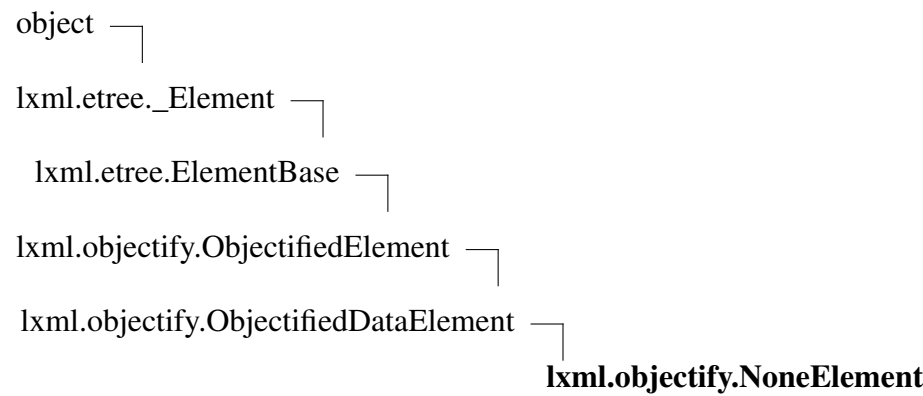 object
lxml.etree._Element
lxml.etree.ElementBase
lxml.objectify.ObjectifiedElement
lxml.objectify.ObjectifiedDataElement
lxml.objectify.NoneElement